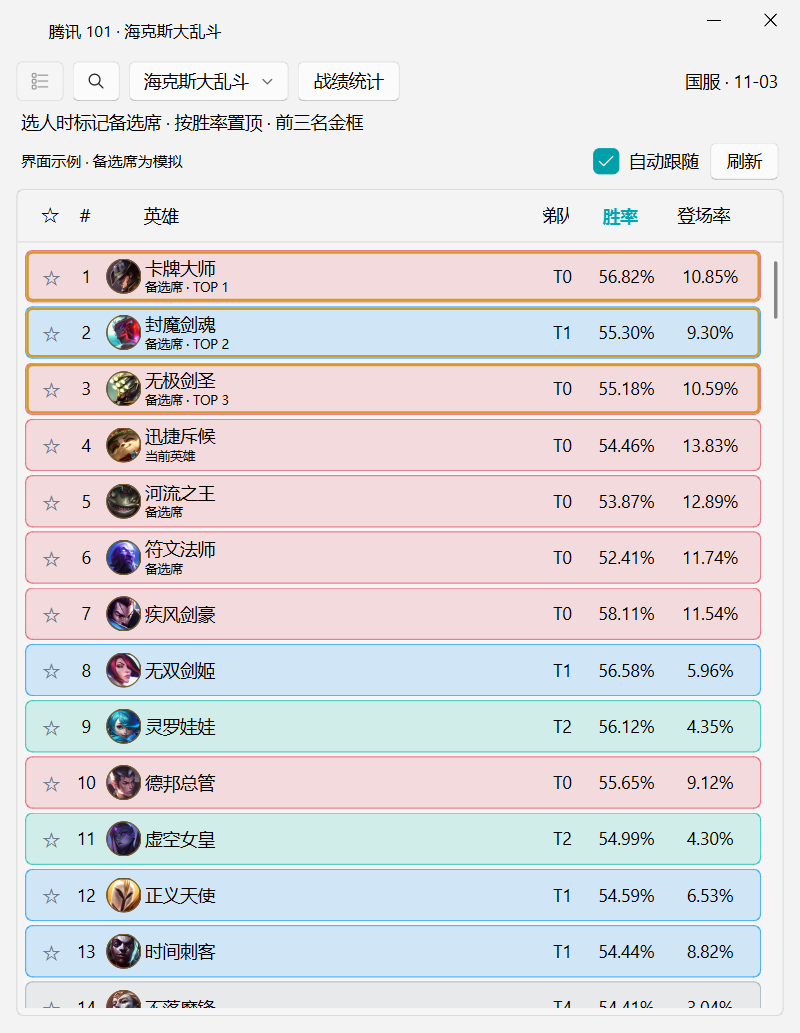 腾讯 101 · 海克斯大乱斗
海克斯大乱斗 战绩统计 国服 · 11-03
选人时标记备选席 · 按胜率置顶 · 前三名金框
界面示例 · 备选席为模拟 自动跟随 刷新
☆ # 英雄 梯队 胜率 登场率
☆ 1 卡牌大师 T0 56.82% 10.85%
备选席 · TOP 1
☆ 2 封魔剑魂 T1 55.30% 9.30%
备选席 · TOP 2
☆ 3 无极剑圣 T0 55.18% 10.59%
备选席 · TOP 3
☆ 4 迅捷斥候 T0 54.46% 13.83%
当前英雄
☆ 5 河流之王 T0 53.87% 12.89%
备选席
☆ 6 符文法师 T0 52.41% 11.74%
备选席
☆ 7 疾风剑豪 T0 58.11% 11.54%
☆ 8 无双剑姬 T1 56.58% 5.96%
☆ 9 灵罗娃娃 T2 56.12% 4.35%
☆ 10 德邦总管 T0 55.65% 9.12%
☆ 11 虚空女皇 T2 54.99% 4.30%
☆ 12 正义天使 T1 54.59% 6.53%
☆ 13 时间刺客 T1 54.44% 8.82%
☆ 14 不落魔锋 T4 54.41% 3.04%